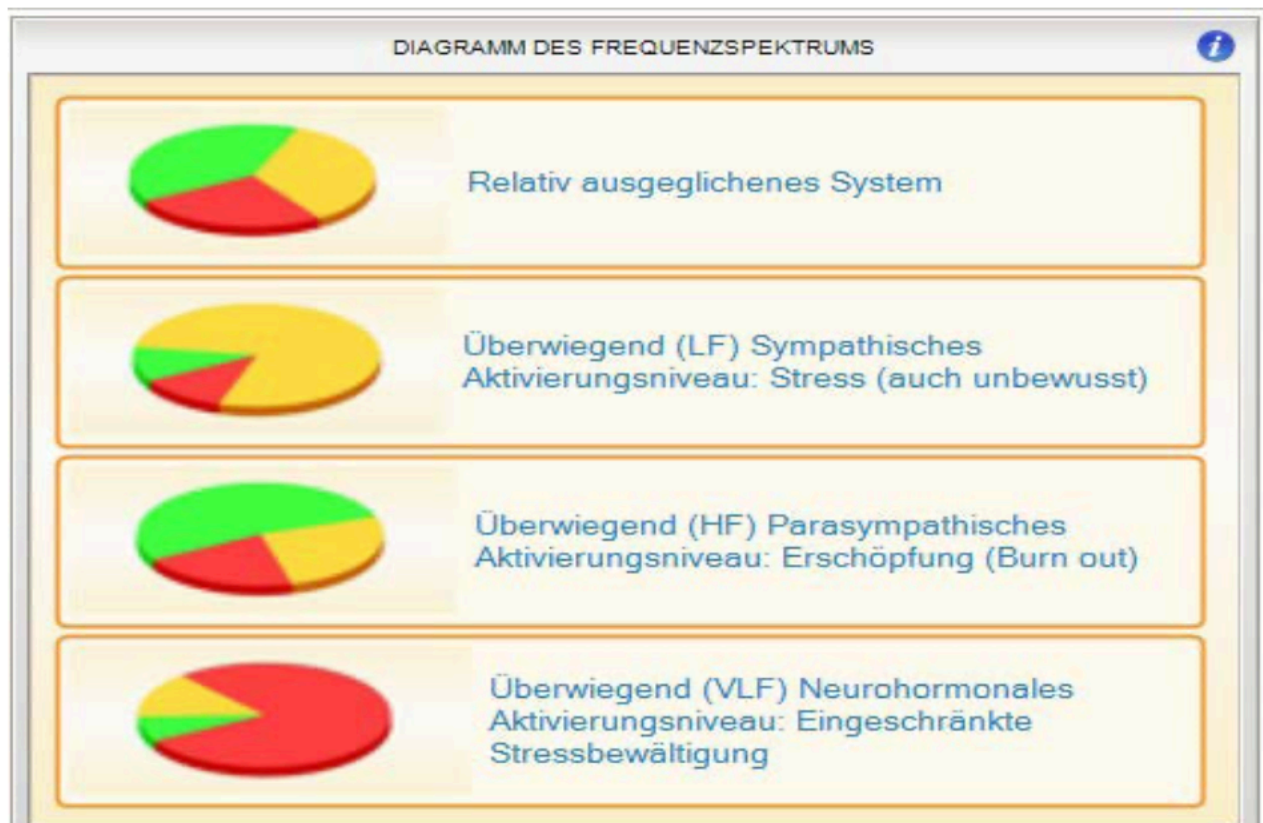 DIAGRAMM DES FREQUENZSPEKTRUMS
i
Relativ ausgeglichenes System
Überwiegend (LF) Sympathisches
Aktivierungsniveau: Stress (auch unbewusst)
Überwiegend (HF) Parasympathisches
Aktivierungsniveau: Erschöpfung (Burn out)
Überwiegend (VLF) Neurohormonales
Aktivierungsniveau: Eingeschränkte
Stressbewältigung